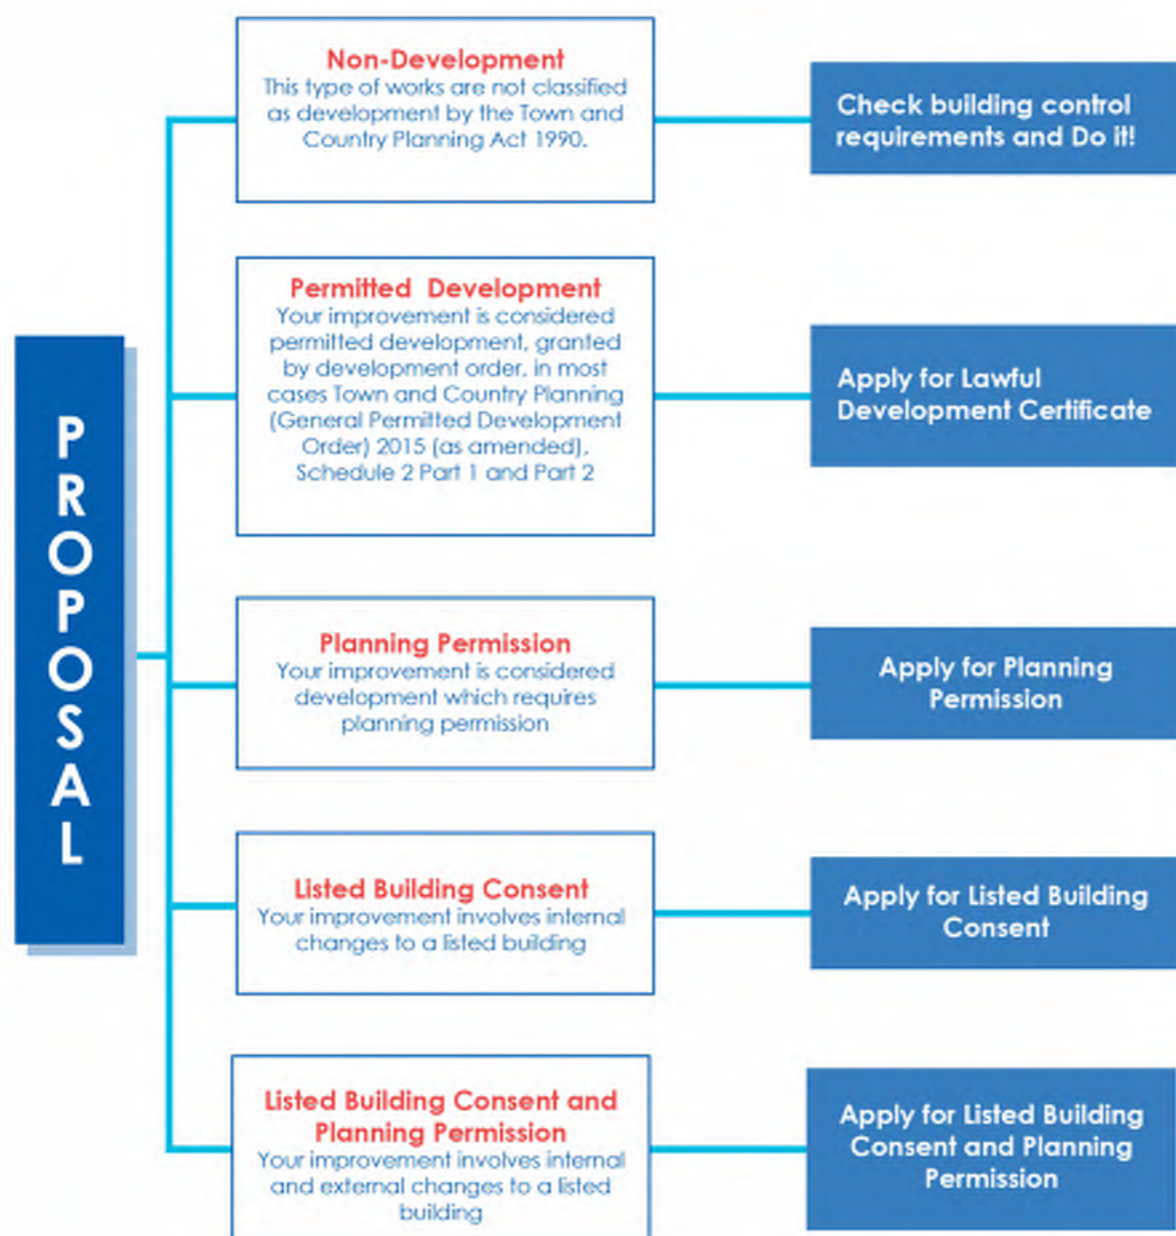 PROPOSAL
Non-Development
This type of works are not classified
as development by the Town and
Country Planning Act 1990.
Check building control
requirements and Do it!
Permitted Development
Your improvement is considered
permitted development, granted
by development order, in most
cases Town and Country Planning
(General Permitted Development
Order) 2015 (as amended),
Schedule 2 Part 1 and Part 2
Apply for Lawful
Development Certificate
Planning Permission
Your improvement is considered
development which requires
planning permission
Apply for Planning
Permission
Listed Building Consent
Your improvement involves internal
changes to a listed building
Apply for Listed Building
Consent
Listed Building Consent and
Planning Permission
Your improvement involves internal
and external changes to a listed
building
Apply for Listed Building
Consent and Planning
Permission